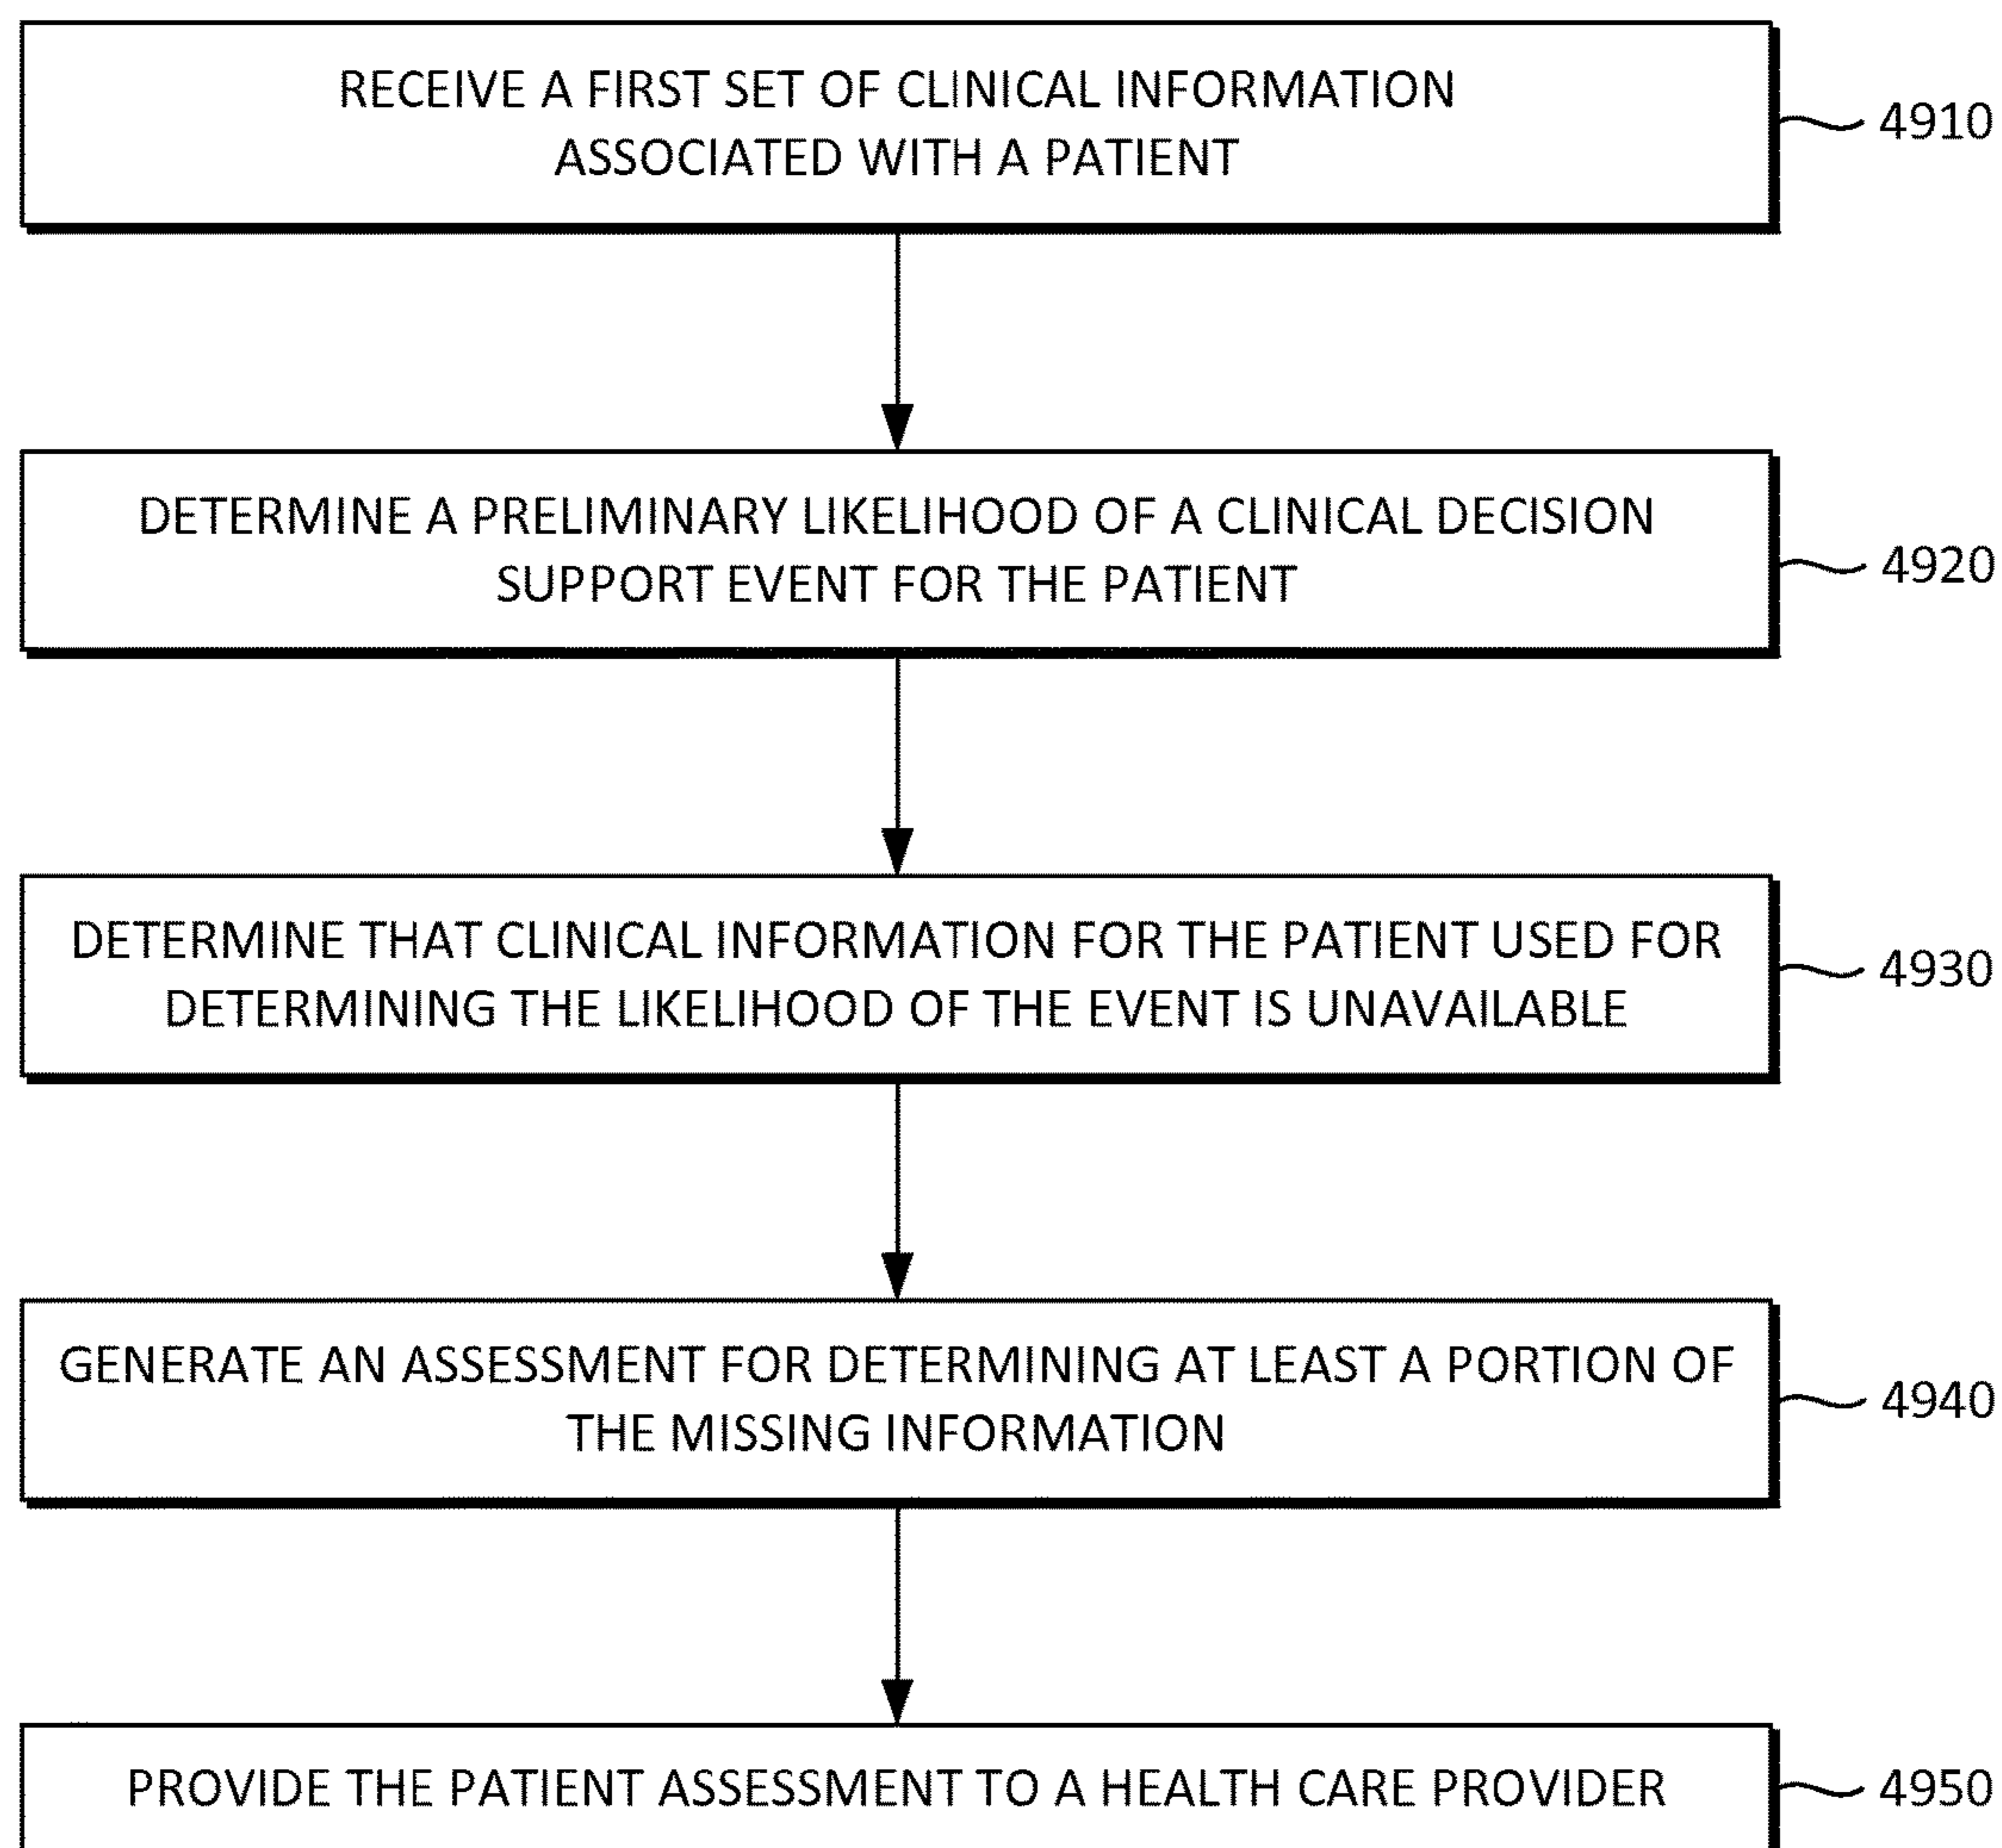 RECEIVE A FIRST SET OF CLINICAL INFORMATION
ASSOCIATED WITH A PATIENT
4910
DETERMINE A PRELIMINARY LIKELIHOOD OF A CLINICAL DECISION
SUPPORT EVENT FOR THE PATIENT
4920
DETERMINE THAT CLINICAL INFORMATION FOR THE PATIENT USED FOR
DETERMINING THE LIKELIHOOD OF THE EVENT IS UNAVAILABLE
4930
GENERATE AN ASSESSMENT FOR DETERMINING AT LEAST A PORTION OF
THE MISSING INFORMATION
4940
PROVIDE THE PATIENT ASSESSMENT TO A HEALTH CARE PROVIDER
4950